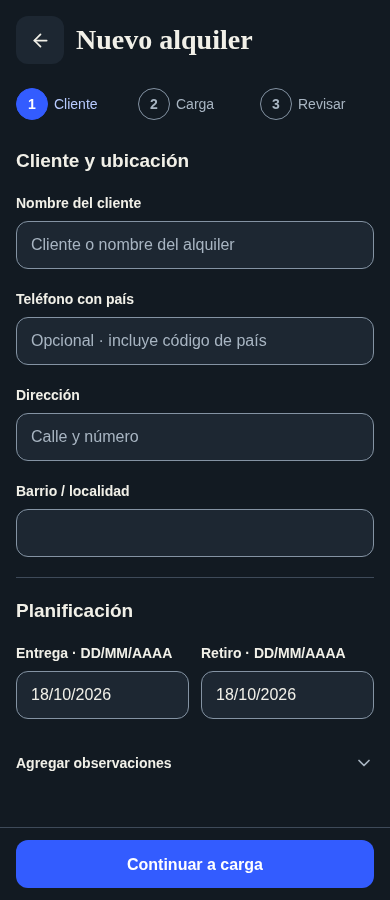 Nuevo alquiler
1 Cliente 2 Carga 3 Revisar
Cliente y ubicación
Nombre del cliente
Cliente o nombre del alquiler
Teléfono con país
Opcional · incluye código de país
Dirección
Calle y número
Barrio / localidad
Planificación
Entrega · DD/MM/AAAA Retiro · DD/MM/AAAA
18/10/2026 18/10/2026
Agregar observaciones
Continuar a carga